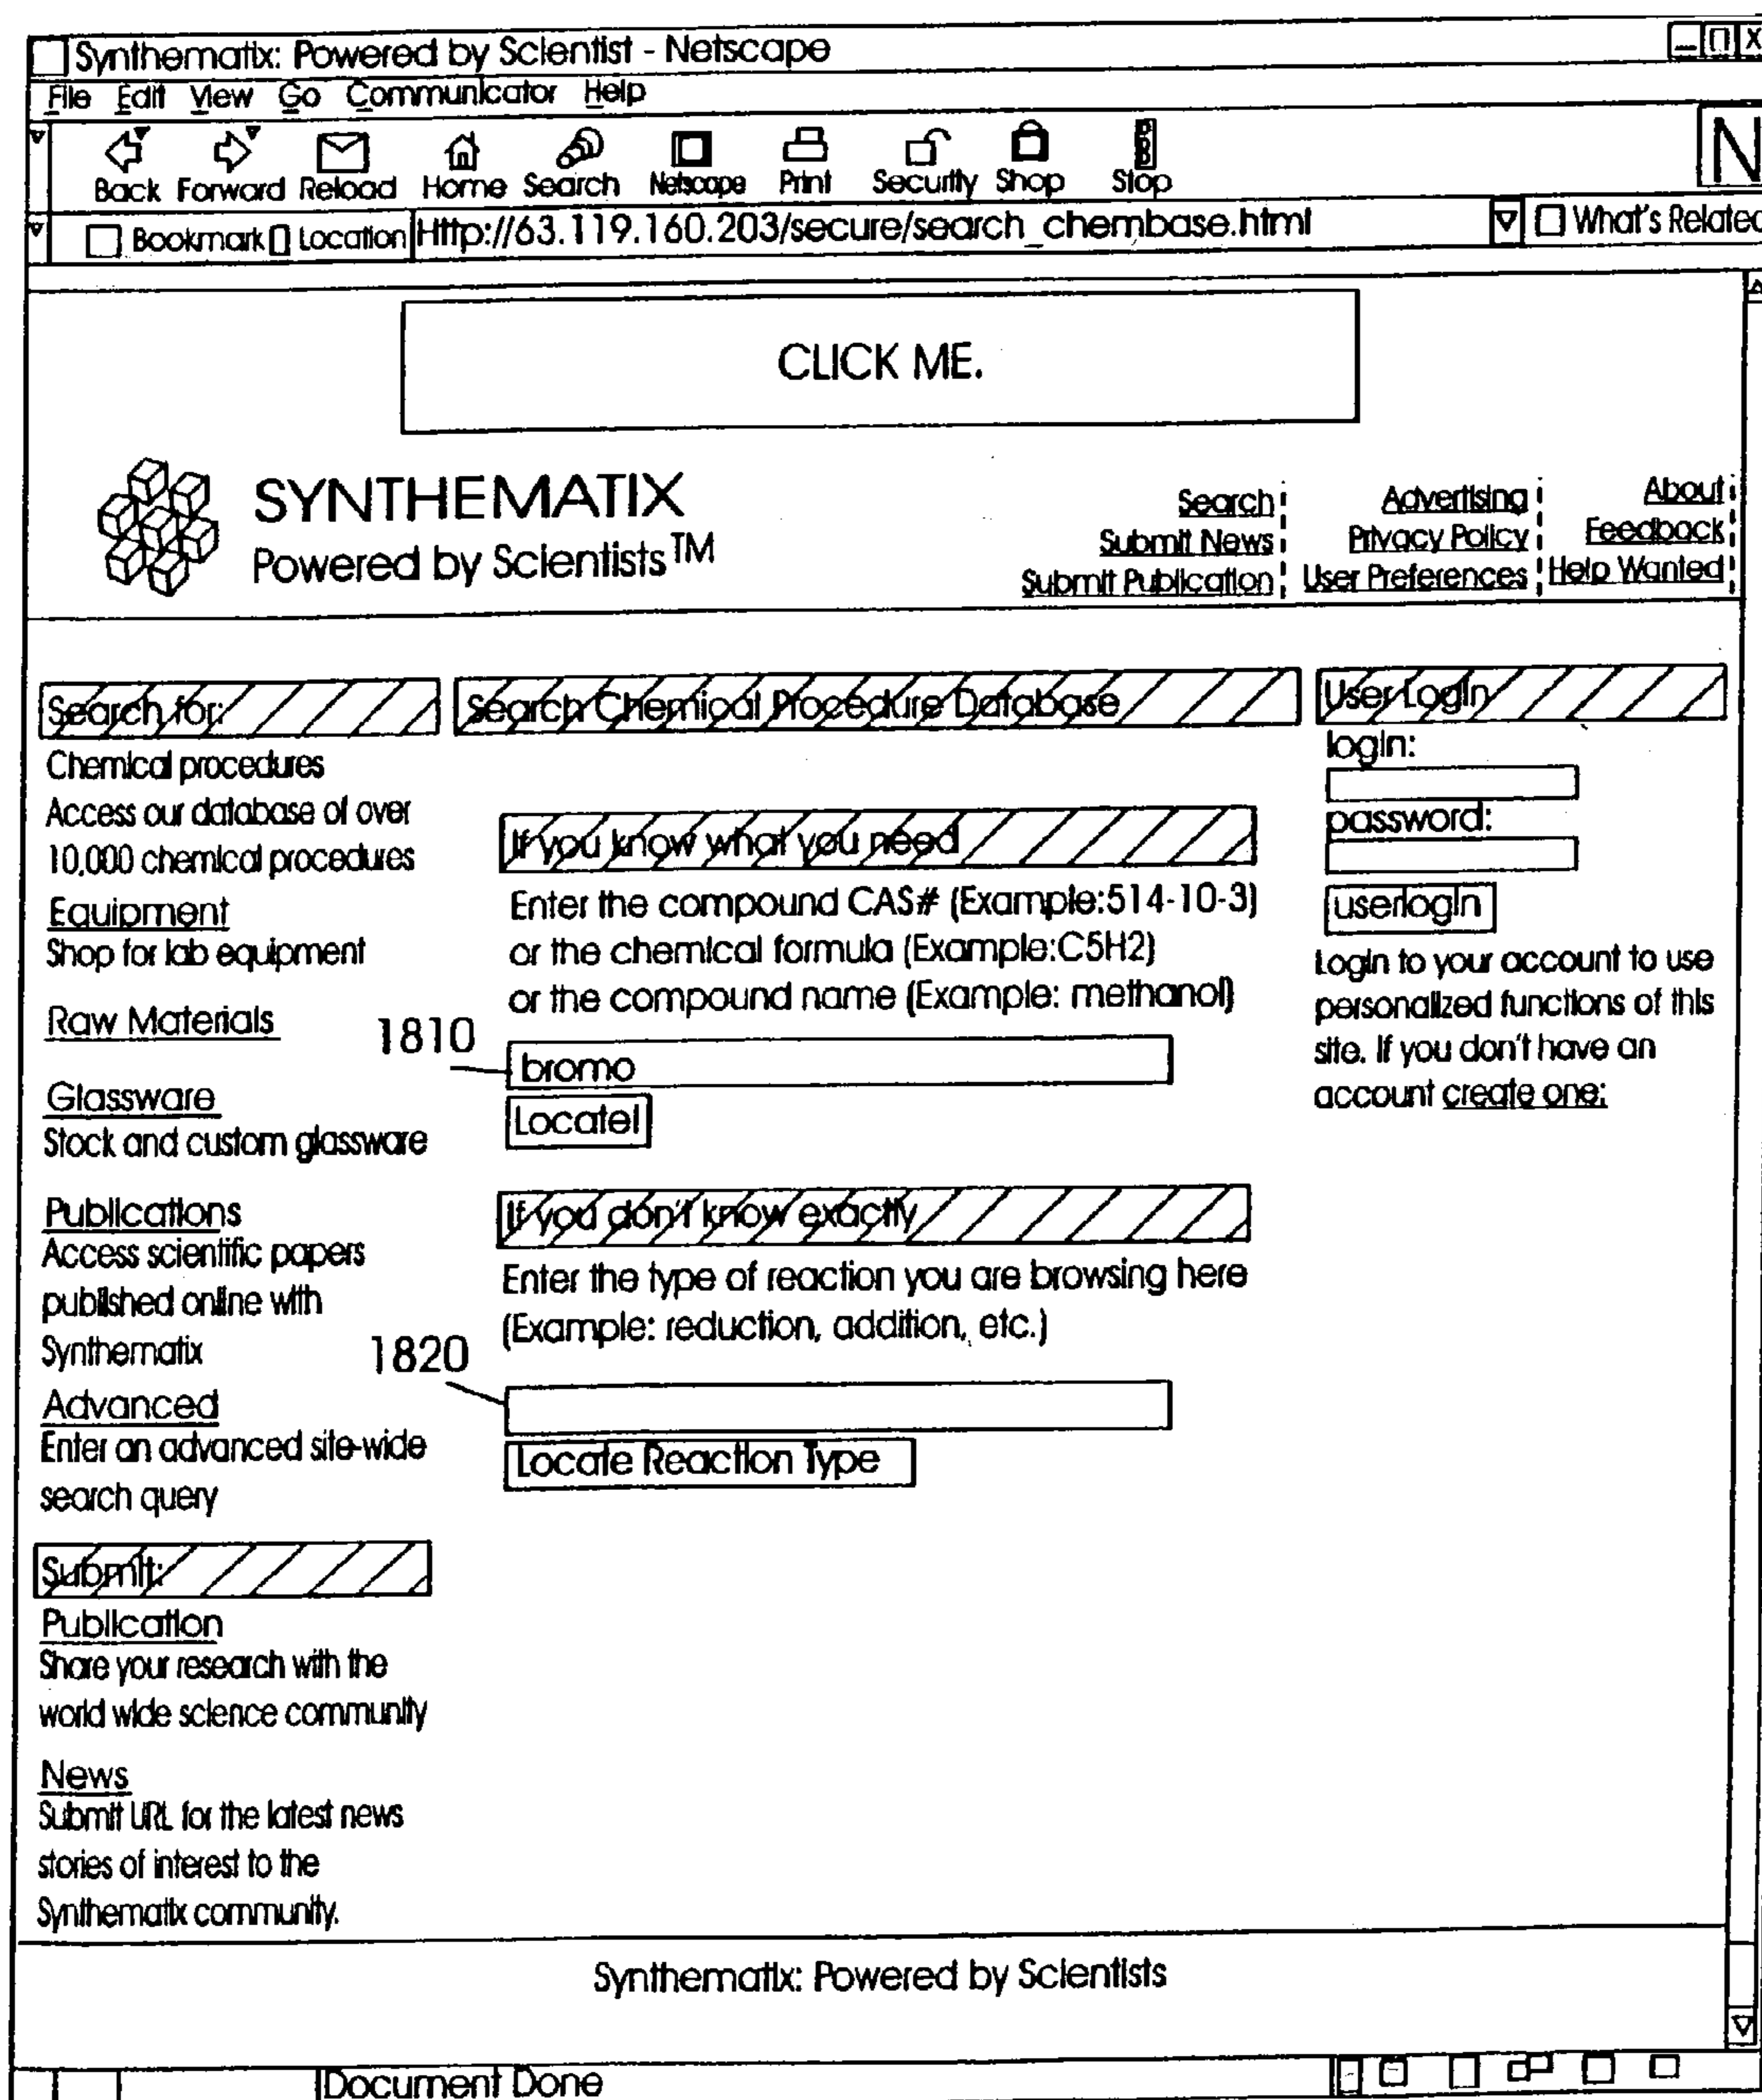 Synthematix: Powered by Scientist - Netscape
File Edit View Go Communicator Help
Back Forward Reload Home Search Netscape Print Security Shop Stop
N
Bookmark Location Http://63.119.160.203/secure/search_chembase.html What's Related
CLICK ME.
SYNTHEMATIX
Powered by Scientists™
Search
Submit News
Submit Publication
Advertising
Privacy Policy
User Preferences
About
Feedback
Help Wanted
Search for:
Chemical procedures
Access our database of over
10,000 chemical procedures
Equipment
Shop for lab equipment
Raw Materials
Glassware
Stock and custom glassware
Publications
Access scientific papers
published online with
Synthematix
Advanced
Enter an advanced site-wide
search query
Submit:
Publication
Share your research with the
world wide science community
News
Submit URL for the latest news
stories of interest to the
Synthematix community.
Search Chemical Procedure Database
If you know what you need
Enter the compound CAS# (Example:514-10-3)
or the chemical formula (Example:C5H2)
or the compound name (Example: methanol)
1810
bromo
Locate!
If you don't know exactly
Enter the type of reaction you are browsing here
(Example: reduction, addition, etc.)
1820
Locate Reaction Type
User Login
login:
password:
userlogin
Login to your account to use
personalized functions of this
site. If you don't have an
account create one:
Synthematix: Powered by Scientists
Document Done